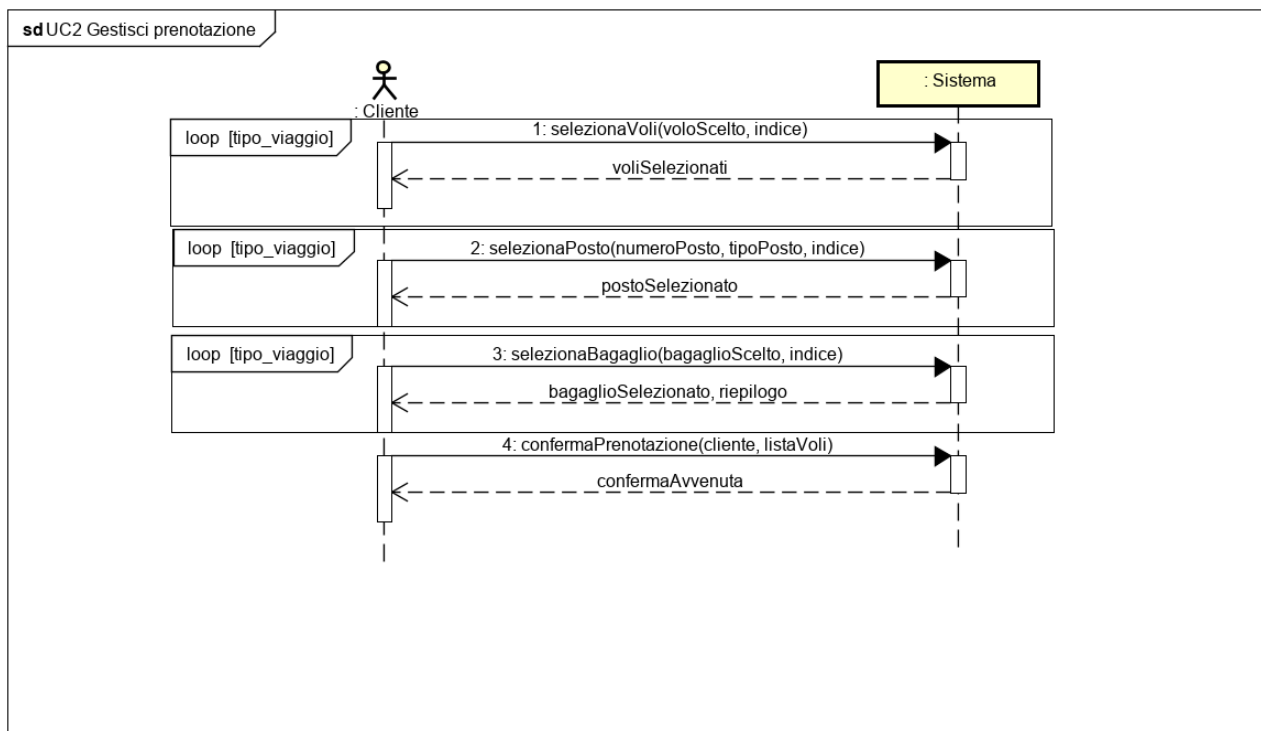 sd UC2 Gestisci prenotazione
: Cliente
: Sistema
loop [tipo_viaggio]
1: selezionaVoli(voloScelto, indice)
voliSelezionati
loop [tipo_viaggio]
2: selezionaPosto(numeroPosto, tipoPosto, indice)
postoSelezionato
loop [tipo_viaggio]
3: selezionaBagaglio(bagaglioScelto, indice)
bagaglioSelezionato, riepilogo
4: confermaPrenotazione(cliente, listaVoli)
confermaAvvenuta